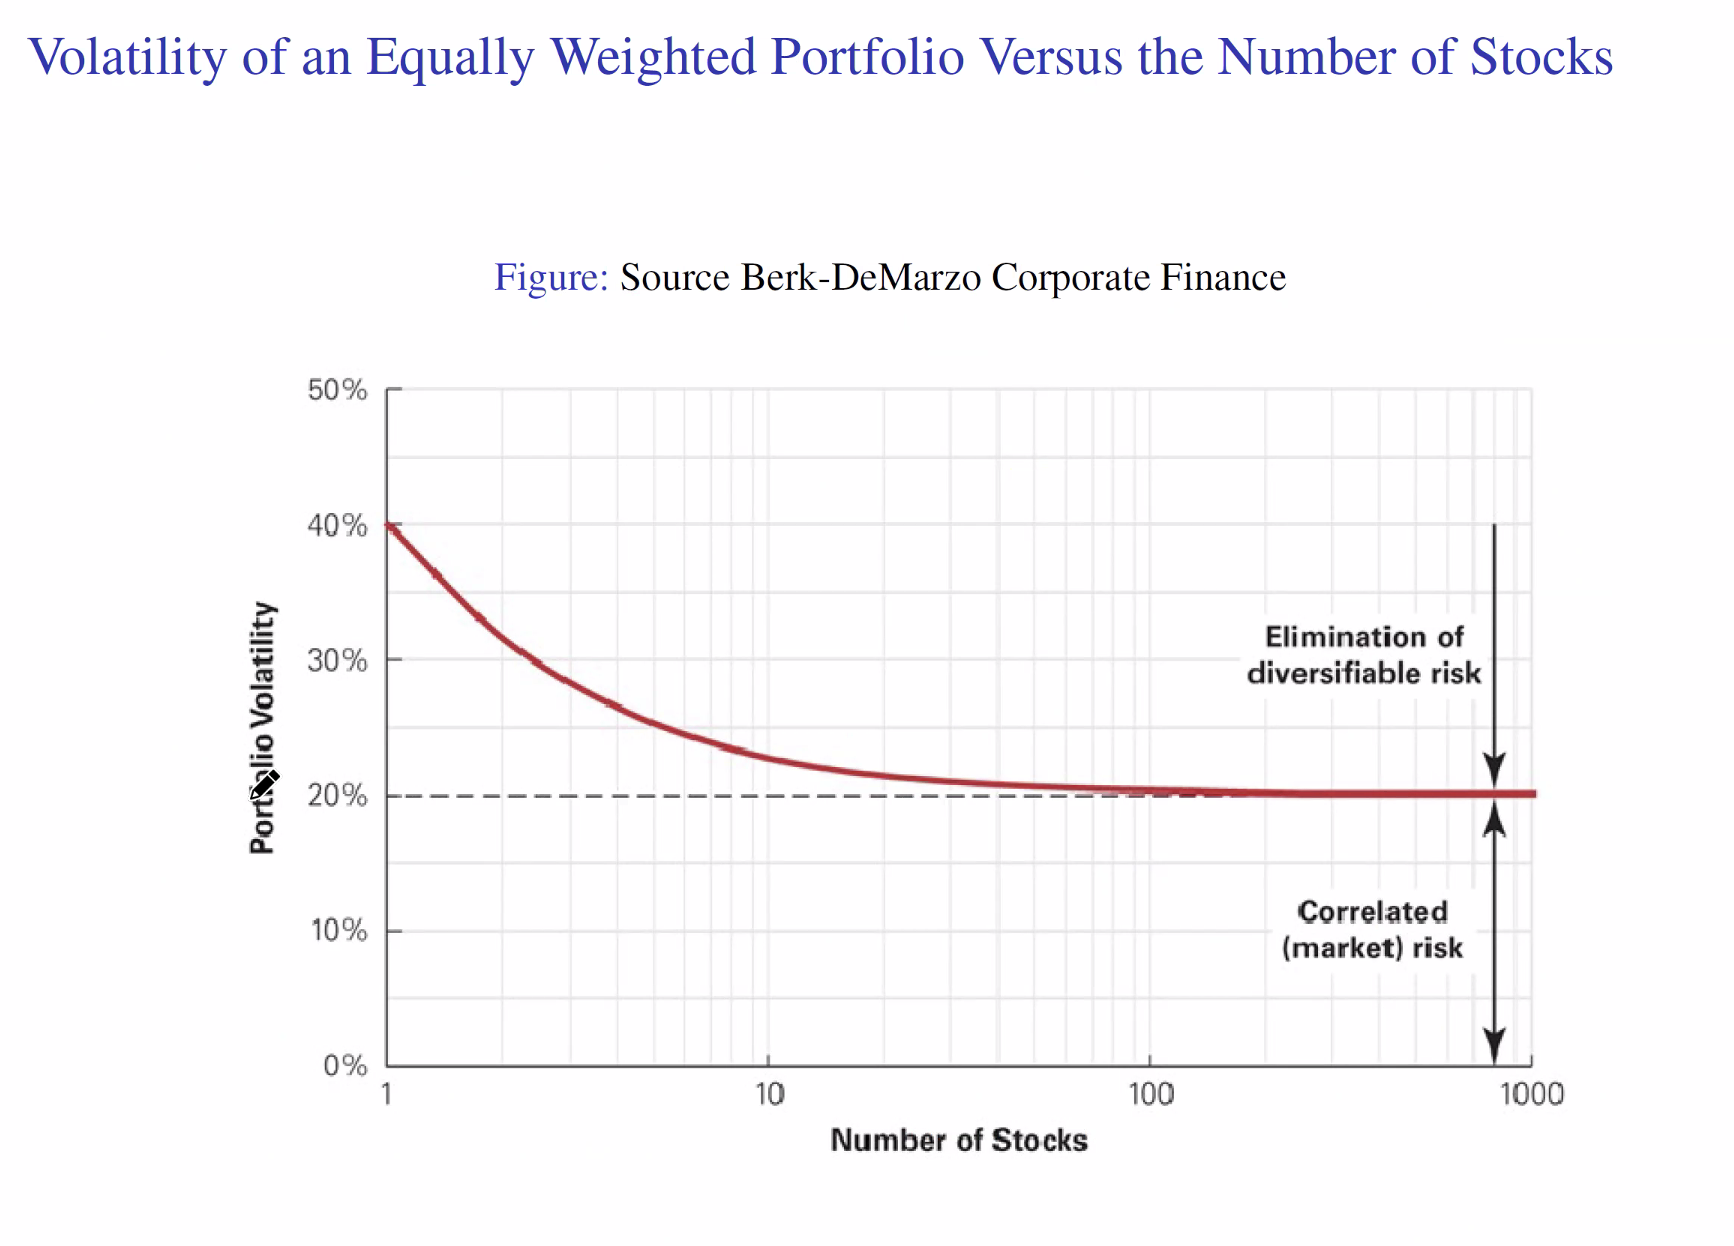 Volatility of an Equally Weighted Portfolio Versus the Number of Stocks
Figure: Source Berk-DeMarzo Corporate Finance
50%
40%
30%
20%
10%
0%
Portfolio Volatility
Elimination of
diversifiable risk
Correlated
(market) risk
1
10
100
1000
Number of Stocks